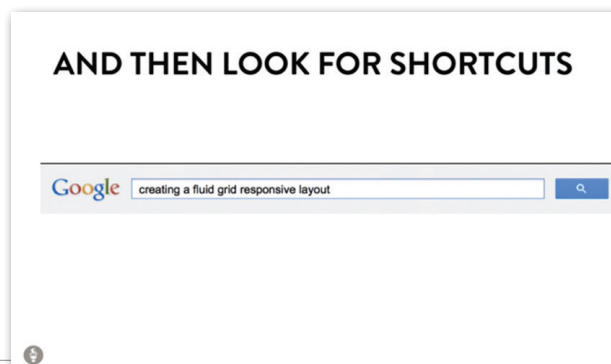 AND THEN LOOK FOR SHORTCUTS
Google creating a fluid grid responsive layout